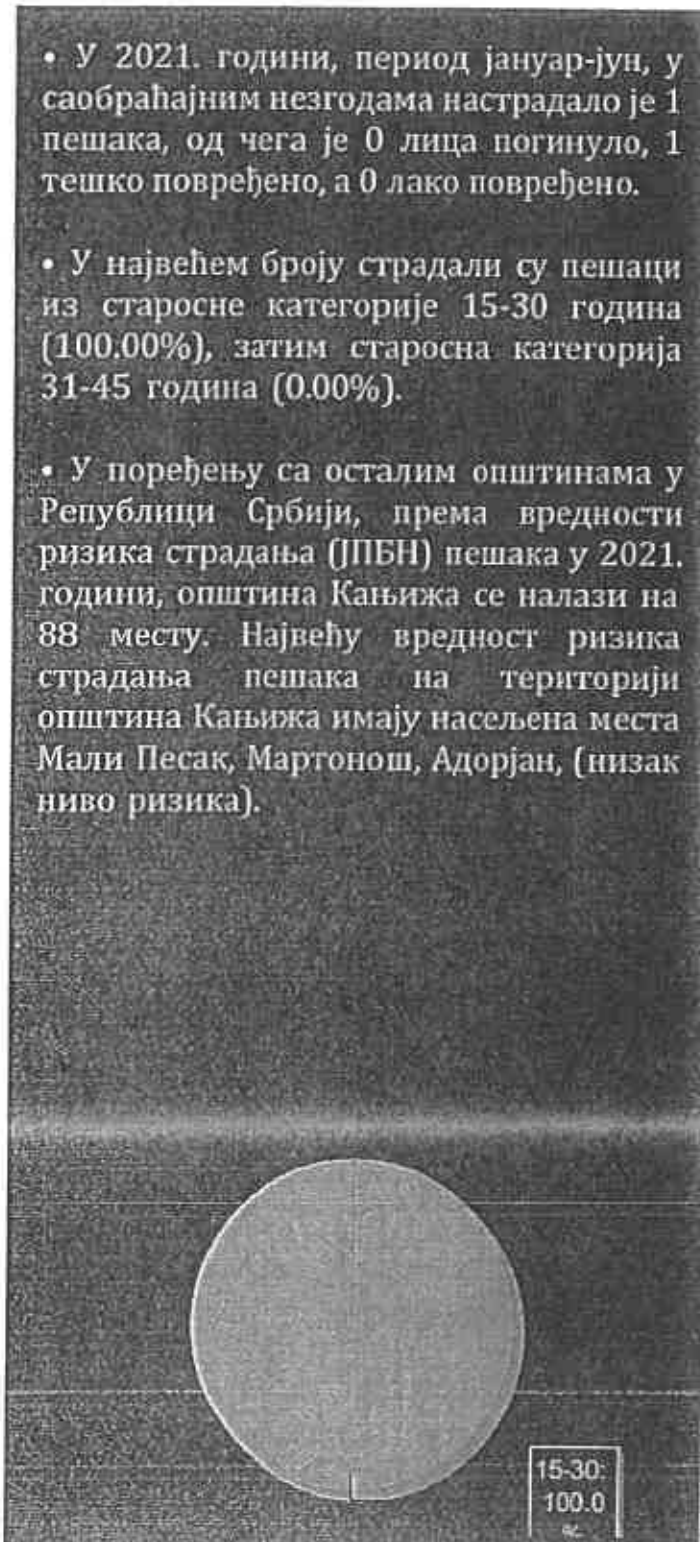 • У 2021. години, период јануар-јун, у
саобраћајним незгодама настрадало је 1
пешака, од чега је 0 лица погинуло, 1
тешко повређено, а 0 лако повређено.
• У највећем броју страдали су пешаци
из старосне категорије 15-30 година
(100.00%), затим старосна категорија
31-45 година (0.00%).
• У поређењу са осталим општинама у
Републици Србији, према вредности
ризика страдања (ЈПБН) пешака у 2021.
години, општина Кањижа се налази на
88 месту. Највећу вредност ризика
страдања пешака на територији
општина Кањижа имају насељена места
Мали Песак, Мартонош, Адорјан, (низак
ниво ризика).
15-30:
100.0
%